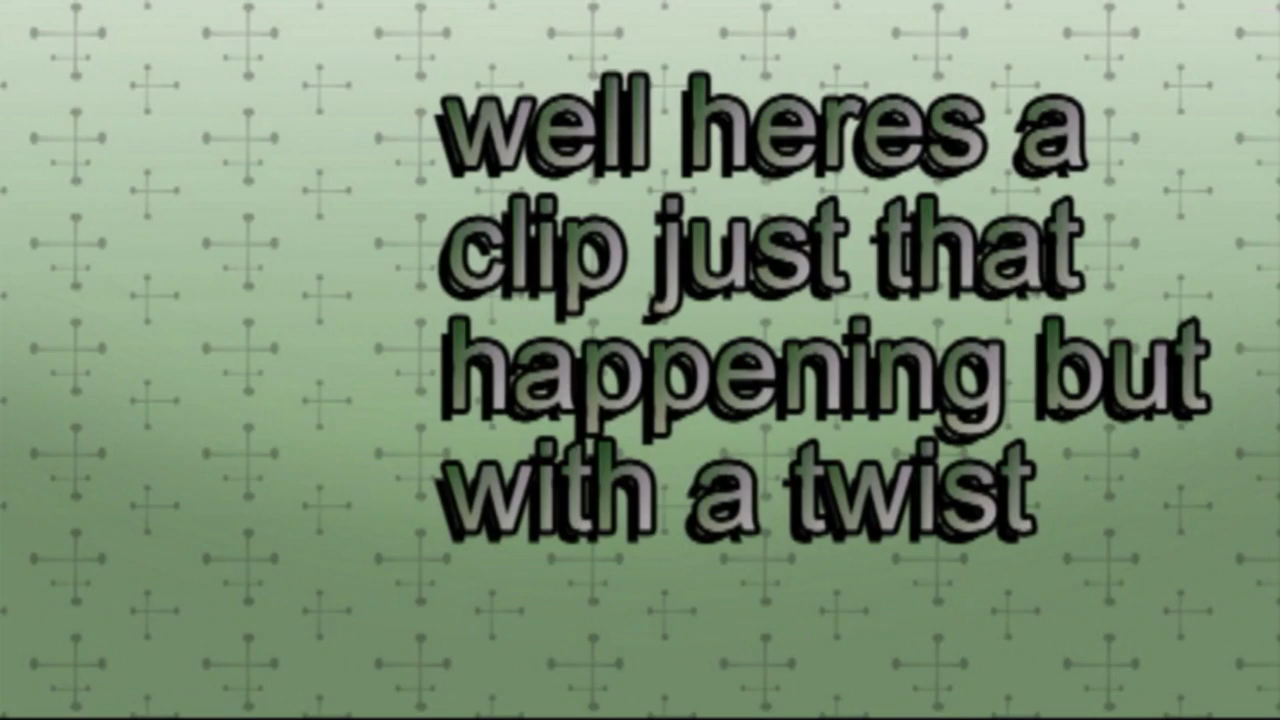 well heres a
clip just that
happening but
with a twist